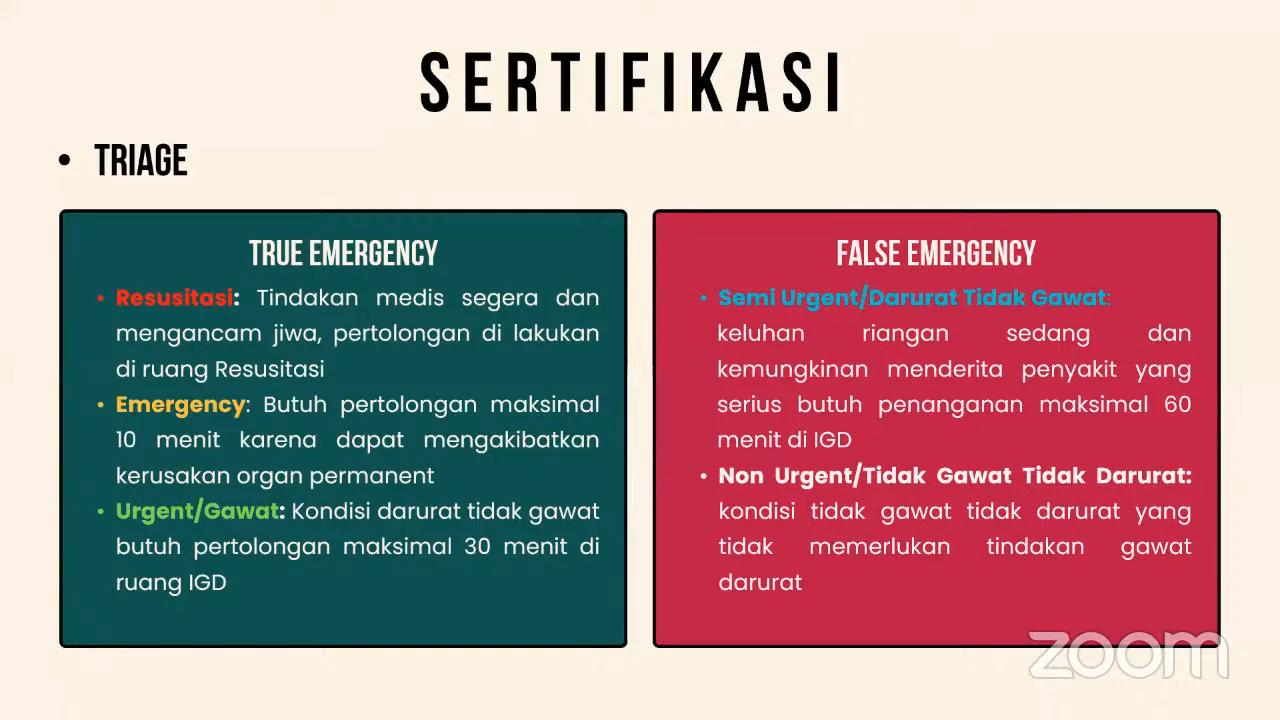 SERTIFIKASI
• TRIAGE
TRUE EMERGENCY
• Resusitasi: Tindakan medis segera dan
mengancam jiwa, pertolongan di lakukan
di ruang Resusitasi
• Emergency: Butuh pertolongan maksimal
10 menit karena dapat mengakibatkan
kerusakan organ permanent
• Urgent/Gawat: Kondisi darurat tidak gawat
butuh pertolongan maksimal 30 menit di
ruang IGD
FALSE EMERGENCY
• Semi Urgent/Darurat Tidak Gawat:
keluhan riangan sedang dan
kemungkinan menderita penyakit yang
serius butuh penanganan maksimal 60
menit di IGD
• Non Urgent/Tidak Gawat Tidak Darurat:
kondisi tidak gawat tidak darurat yang
tidak memerlukan tindakan gawat
darurat
zoom